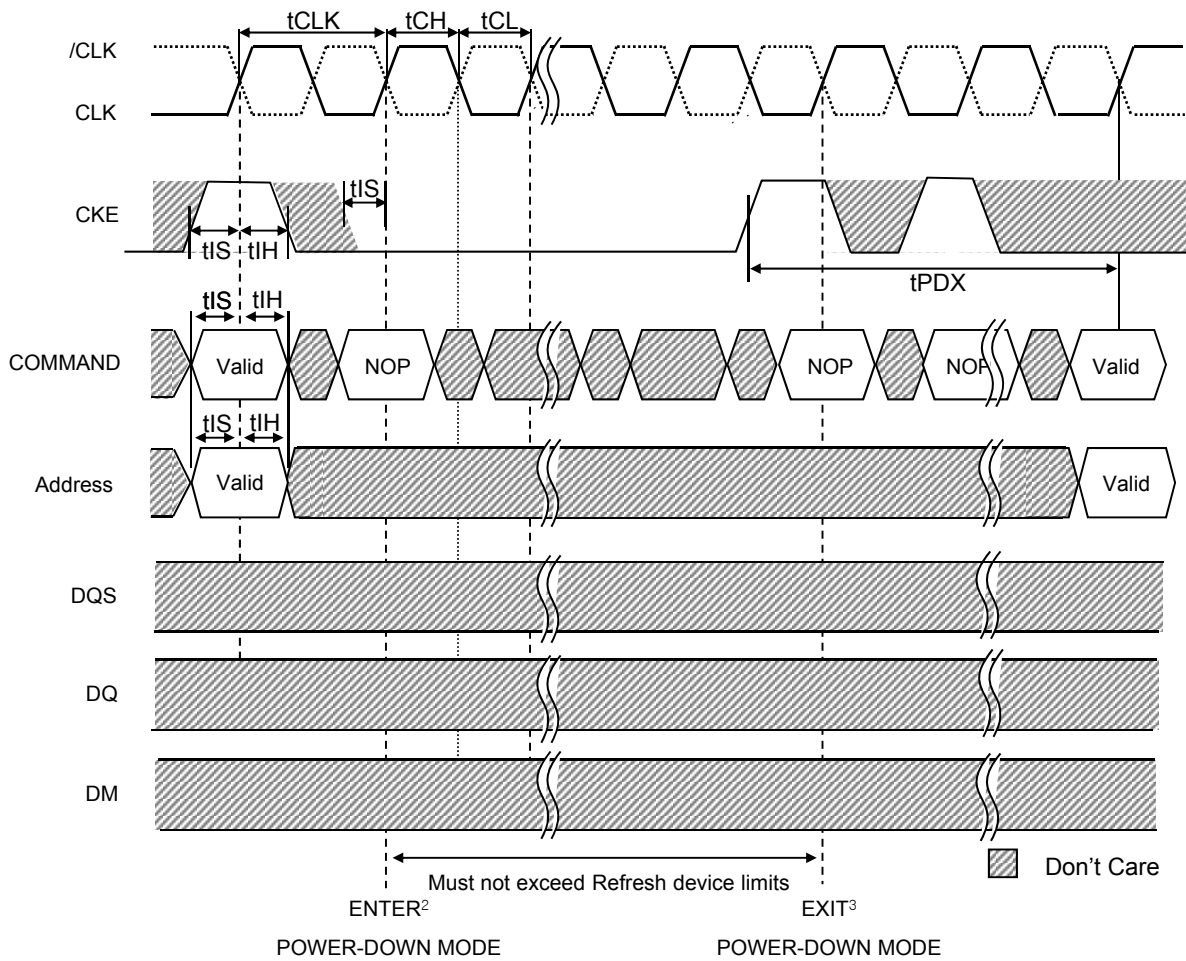 tCLK tCH tCL
/CLK
CLK
CKE
tIS tIH tIS
tPDX
tIS tIH
COMMAND Valid NOP NOP NOP Valid
tIS tIH
Address Valid Valid
DQS
DQ
DM
Don't Care
Must not exceed Refresh device limits
ENTER² EXIT³
POWER-DOWN MODE POWER-DOWN MODE